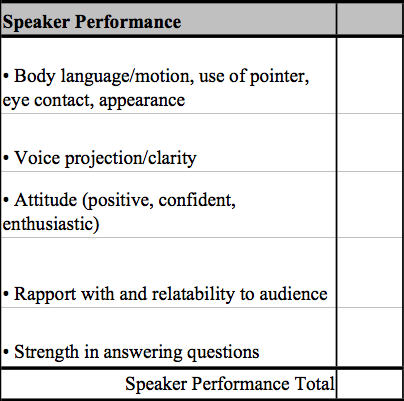 Speaker Performance
• Body language/motion, use of pointer,
eye contact, appearance
• Voice projection/clarity
• Attitude (positive, confident,
enthusiastic)
• Rapport with and relatability to audience
• Strength in answering questions
Speaker Performance Total